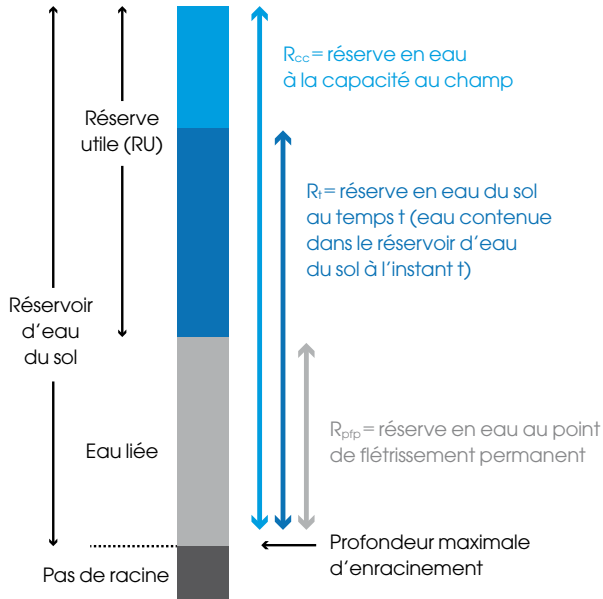 Rcc= réserve en eau
à la capacité au champ
Réserve
utile (RU)
Rt= réserve en eau du sol
au temps t (eau contenue
dans le réservoir d'eau
du sol à l'instant t)
Réservoir
d'eau
du sol
Eau liée
Rpfp= réserve en eau au point
de flétrissement permanent
Pas de racine
Profondeur maximale
d'enracinement